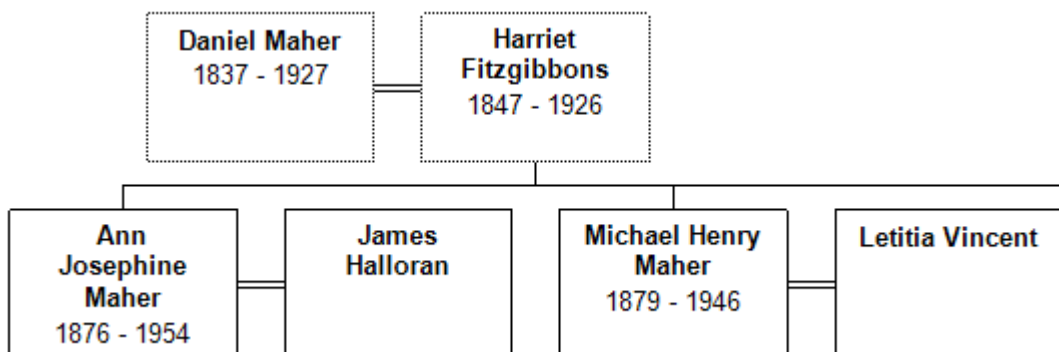 Daniel Maher
1837 - 1927
Harriet
Fitzgibbons
1847 - 1926
Ann
Josephine
Maher
1876 - 1954
James
Halloran
Michael Henry
Maher
1879 - 1946
Letitia Vincent